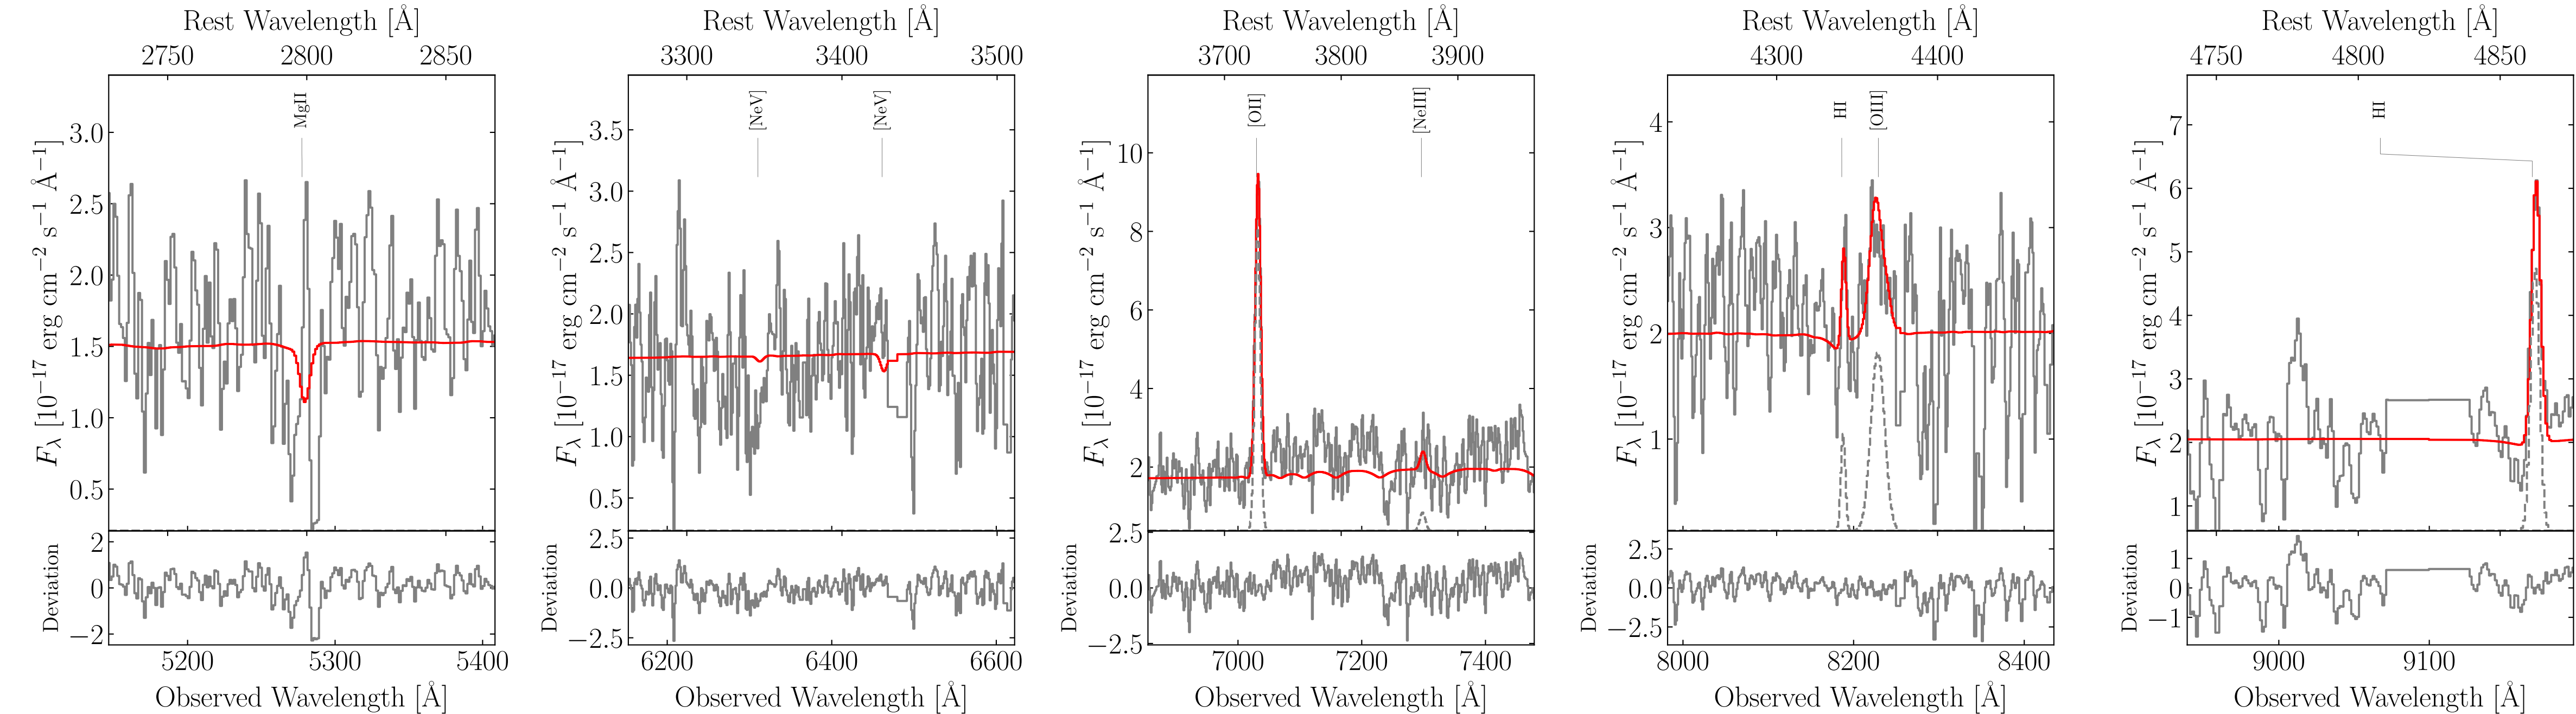 Rest Wavelength [Å]
2750 2800 2850
MgII
F_λ [10^−17 erg cm^−2 s^−1 Å^−1]
3.0
2.5
2.0
1.5
1.0
0.5
Deviation
2
0
−2
5200 5300 5400
Observed Wavelength [Å]
Rest Wavelength [Å]
3300 3400 3500
[NeV] [NeV]
F_λ [10^−17 erg cm^−2 s^−1 Å^−1]
3.5
3.0
2.5
2.0
1.5
1.0
0.5
Deviation
2.5
0.0
−2.5
6200 6400 6600
Observed Wavelength [Å]
Rest Wavelength [Å]
3700 3800 3900
[OII] [NeIII]
F_λ [10^−17 erg cm^−2 s^−1 Å^−1]
10
8
6
4
2
Deviation
2.5
0.0
−2.5
7000 7200 7400
Observed Wavelength [Å]
Rest Wavelength [Å]
4300 4400
HI [OIII]
F_λ [10^−17 erg cm^−2 s^−1 Å^−1]
4
3
2
1
Deviation
2.5
0.0
−2.5
8000 8200 8400
Observed Wavelength [Å]
Rest Wavelength [Å]
4750 4800 4850
HI
F_λ [10^−17 erg cm^−2 s^−1 Å^−1]
7
6
5
4
3
2
1
Deviation
1
0
−1
9000 9100
Observed Wavelength [Å]